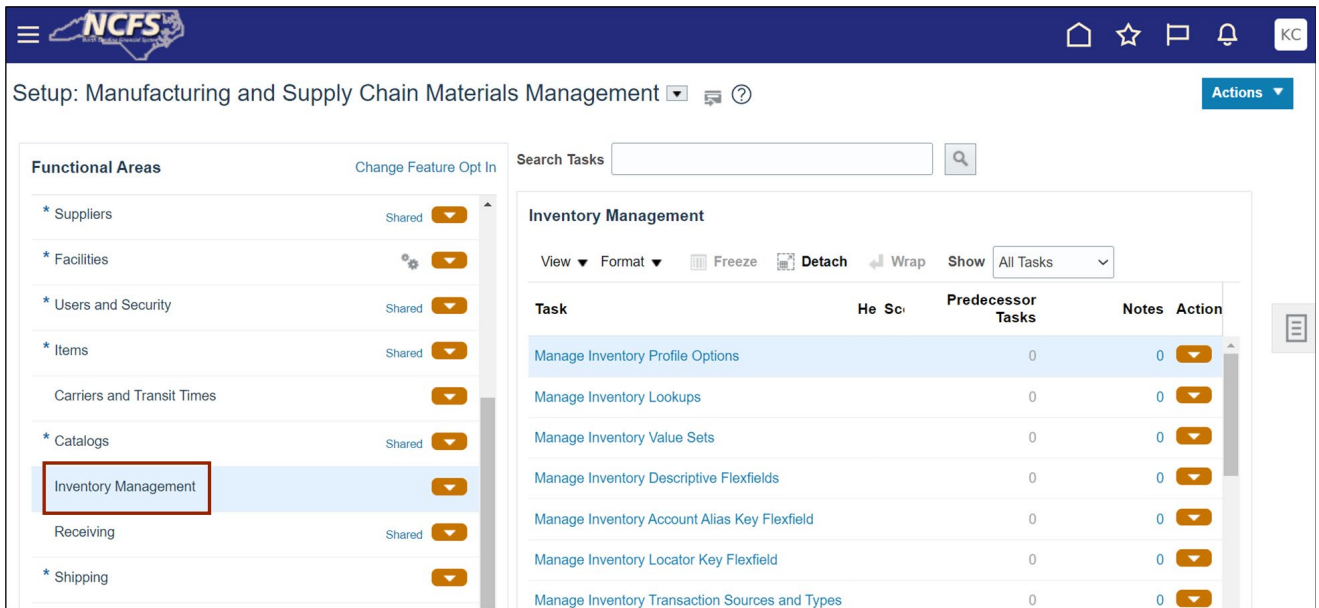 NCFS
KC
Setup: Manufacturing and Supply Chain Materials Management
Actions
Functional Areas
Change Feature Opt In
* Suppliers Shared
* Facilities
* Users and Security Shared
* Items Shared
Carriers and Transit Times
* Catalogs Shared
Inventory Management
Receiving Shared
* Shipping
Search Tasks
Inventory Management
View Format Freeze Detach Wrap Show All Tasks
Task He Sc Predecessor Tasks Notes Action
Manage Inventory Profile Options 0 0
Manage Inventory Lookups 0 0
Manage Inventory Value Sets 0 0
Manage Inventory Descriptive Flexfields 0 0
Manage Inventory Account Alias Key Flexfield 0 0
Manage Inventory Locator Key Flexfield 0 0
Manage Inventory Transaction Sources and Types 0 0